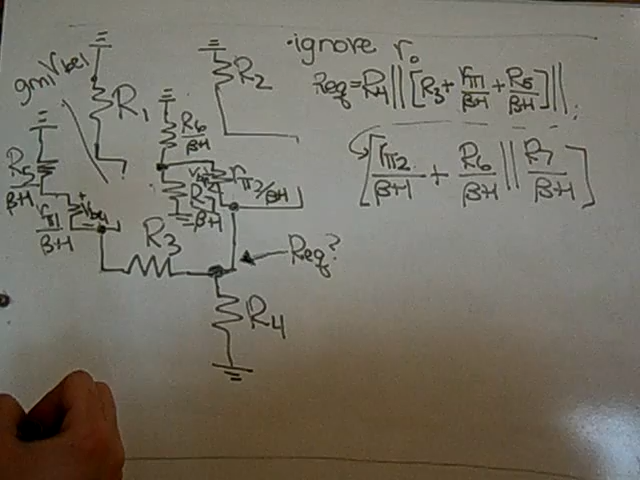 ·ignore r₀
Req=R4||[R3+rπ1/β+1+R5/β+1]||
[rπ2/β+1+R6/β+1||R7/β+1]
gm1Vbe1
R1
R2
R6/β+1
R5/β+1
rπ2/β+1
R7/β+1
rπ1/β+1
+
Vbe1
-
R3
Req?
R4